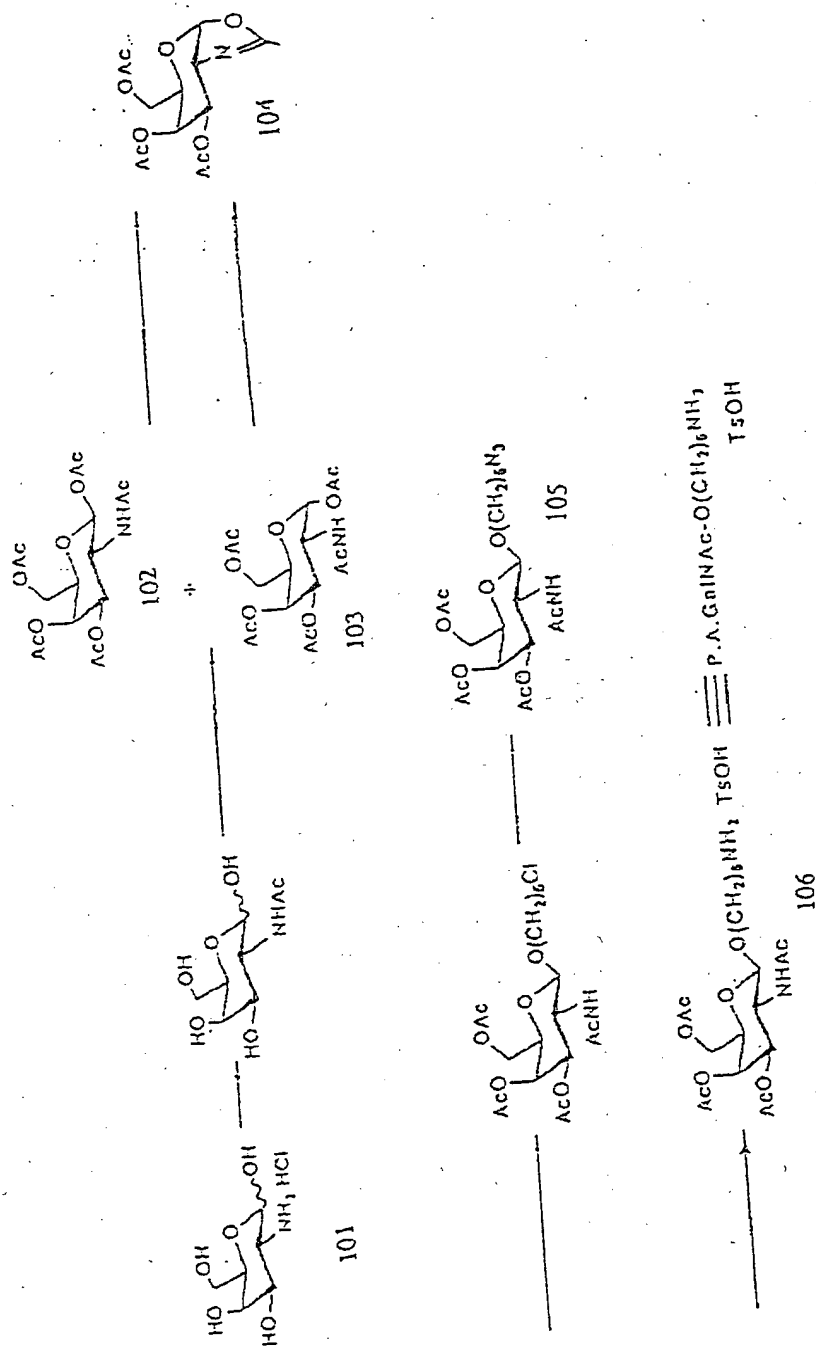 HO
OH
O
OH
HO
NH, HCl
101
HO
OH
O
OH
HO
NHAC
AcO
OAc
O
OAc
AcO
NHAc
102
+
AcO
OAc
O
AcO
AcNH
OAc
103
AcO
OAc
O
O
AcO
N
104
AcO
OAc
O
O(CH2)6Cl
AcO
AcNH
AcO
OAc
O
O(CH2)6N3
AcO
AcNH
105
AcO
OAc
O
O(CH2)6NH2 TsOH
AcO
NHAC
106
P.A.GnlNAc-O(CH2)6NH2
TsOH